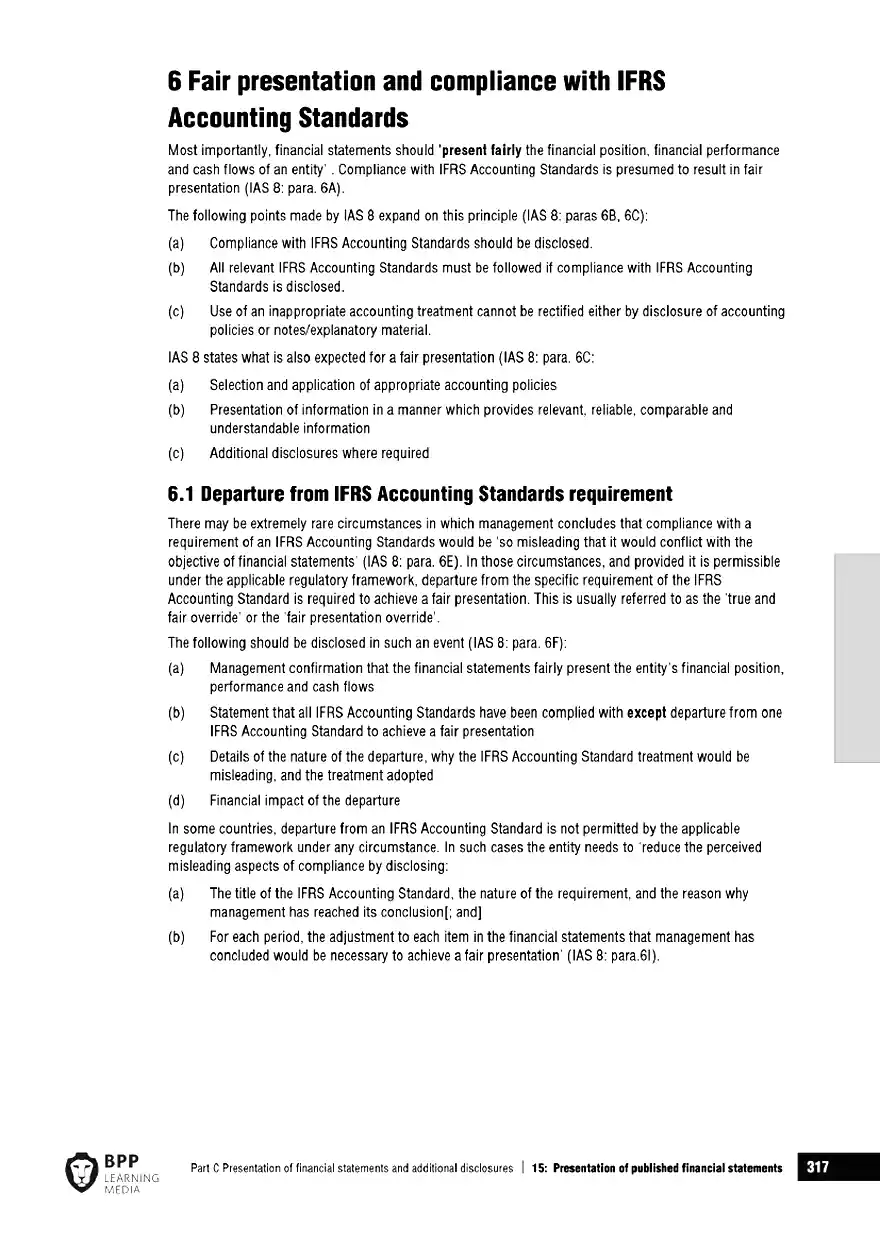 6 Fair presentation and compliance with IFRS
Accounting Standards
Most importantly, financial statements should 'present fairly the financial position, financial performance
and cash flows of an entity' . Compliance with IFRS Accounting Standards is presumed to result in fair
presentation (IAS 8: para. 6A).
The following points made by IAS 8 expand on this principle (IAS 8: paras 6B, 6C):
(a) Compliance with IFRS Accounting Standards should be disclosed.
(b) All relevant IFRS Accounting Standards must be followed if compliance with IFRS Accounting
Standards is disclosed.
(c) Use of an inappropriate accounting treatment cannot be rectified either by disclosure of accounting
policies or notes/explanatory material.
IAS 8 states what is also expected for a fair presentation (IAS 8: para. 6C:
(a) Selection and application of appropriate accounting policies
(b) Presentation of information in a manner which provides relevant, reliable, comparable and
understandable information
(c) Additional disclosures where required
6.1 Departure from IFRS Accounting Standards requirement
There may be extremely rare circumstances in which management concludes that compliance with a
requirement of an IFRS Accounting Standards would be 'so misleading that it would conflict with the
objective of financial statements' (IAS 8: para. 6E). In those circumstances, and provided it is permissible
under the applicable regulatory framework, departure from the specific requirement of the IFRS
Accounting Standard is required to achieve a fair presentation. This is usually referred to as the 'true and
fair override' or the 'fair presentation override'.
The following should be disclosed in such an event (IAS 8: para. 6F):
(a) Management confirmation that the financial statements fairly present the entity's financial position,
performance and cash flows
(b) Statement that all IFRS Accounting Standards have been complied with except departure from one
IFRS Accounting Standard to achieve a fair presentation
(c) Details of the nature of the departure, why the IFRS Accounting Standard treatment would be
misleading, and the treatment adopted
(d) Financial impact of the departure
In some countries, departure from an IFRS Accounting Standard is not permitted by the applicable
regulatory framework under any circumstance. In such cases the entity needs to 'reduce the perceived
misleading aspects of compliance by disclosing:
(a) The title of the IFRS Accounting Standard, the nature of the requirement, and the reason why
management has reached its conclusion[; and]
(b) For each period, the adjustment to each item in the financial statements that management has
concluded would be necessary to achieve a fair presentation' (IAS 8: para.6I).
BPP
LEARNING
MEDIA
Part C Presentation of financial statements and additional disclosures | 15: Presentation of published financial statements 317